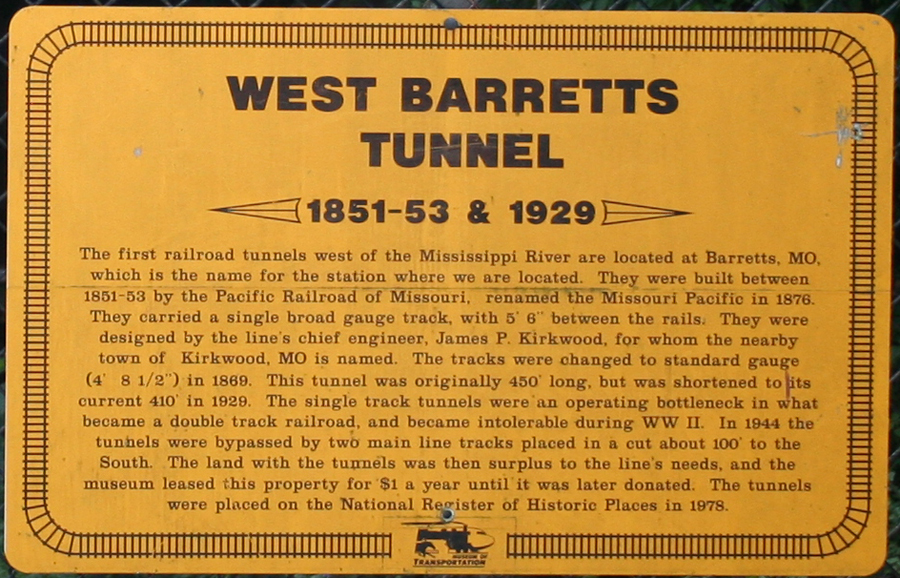 WEST BARRETTS
TUNNEL
1851-53 & 1929
The first railroad tunnels west of the Mississippi River are located at Barretts, MO,
which is the name for the station where we are located. They were built between
1851-53 by the Pacific Railroad of Missouri, renamed the Missouri Pacific in 1876.
They carried a single broad gauge track, with 5' 6" between the rails. They were
designed by the line's chief engineer, James P. Kirkwood, for whom the nearby
town of Kirkwood, MO is named. The tracks were changed to standard gauge
(4' 8 1/2") in 1869. This tunnel was originally 450' long, but was shortened to its
current 410' in 1929. The single track tunnels were an operating bottleneck in what
became a double track railroad, and became intolerable during WW II. In 1944 the
tunnels were bypassed by two main line tracks placed in a cut about 100' to the
South. The land with the tunnels was then surplus to the line's needs, and the
museum leased this property for $1 a year until it was later donated. The tunnels
were placed on the National Register of Historic Places in 1978.
MUSEUM OF
TRANSPORTATION